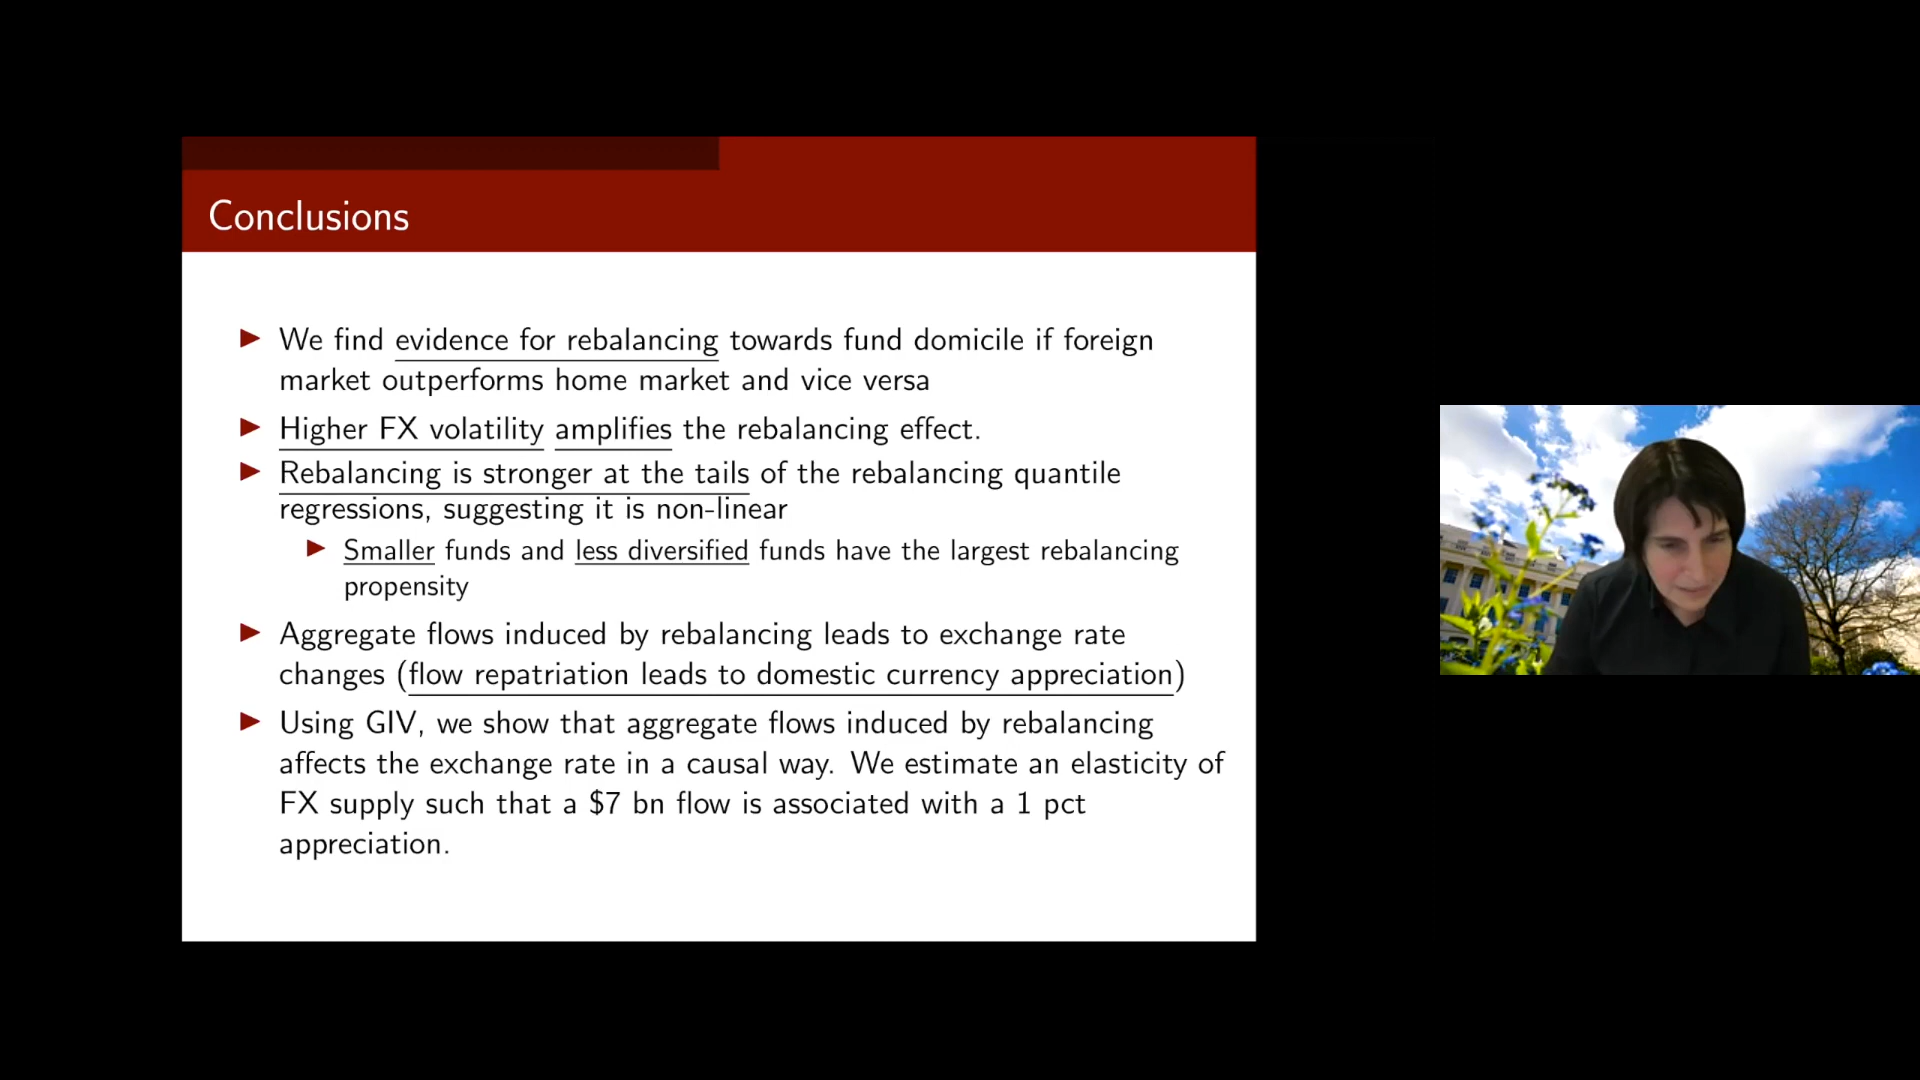 Conclusions
We find evidence for rebalancing towards fund domicile if foreign
market outperforms home market and vice versa
Higher FX volatility amplifies the rebalancing effect.
Rebalancing is stronger at the tails of the rebalancing quantile
regressions, suggesting it is non-linear
Smaller funds and less diversified funds have the largest rebalancing
propensity
Aggregate flows induced by rebalancing leads to exchange rate
changes (flow repatriation leads to domestic currency appreciation)
Using GIV, we show that aggregate flows induced by rebalancing
affects the exchange rate in a causal way. We estimate an elasticity of
FX supply such that a $7 bn flow is associated with a 1 pct
appreciation.